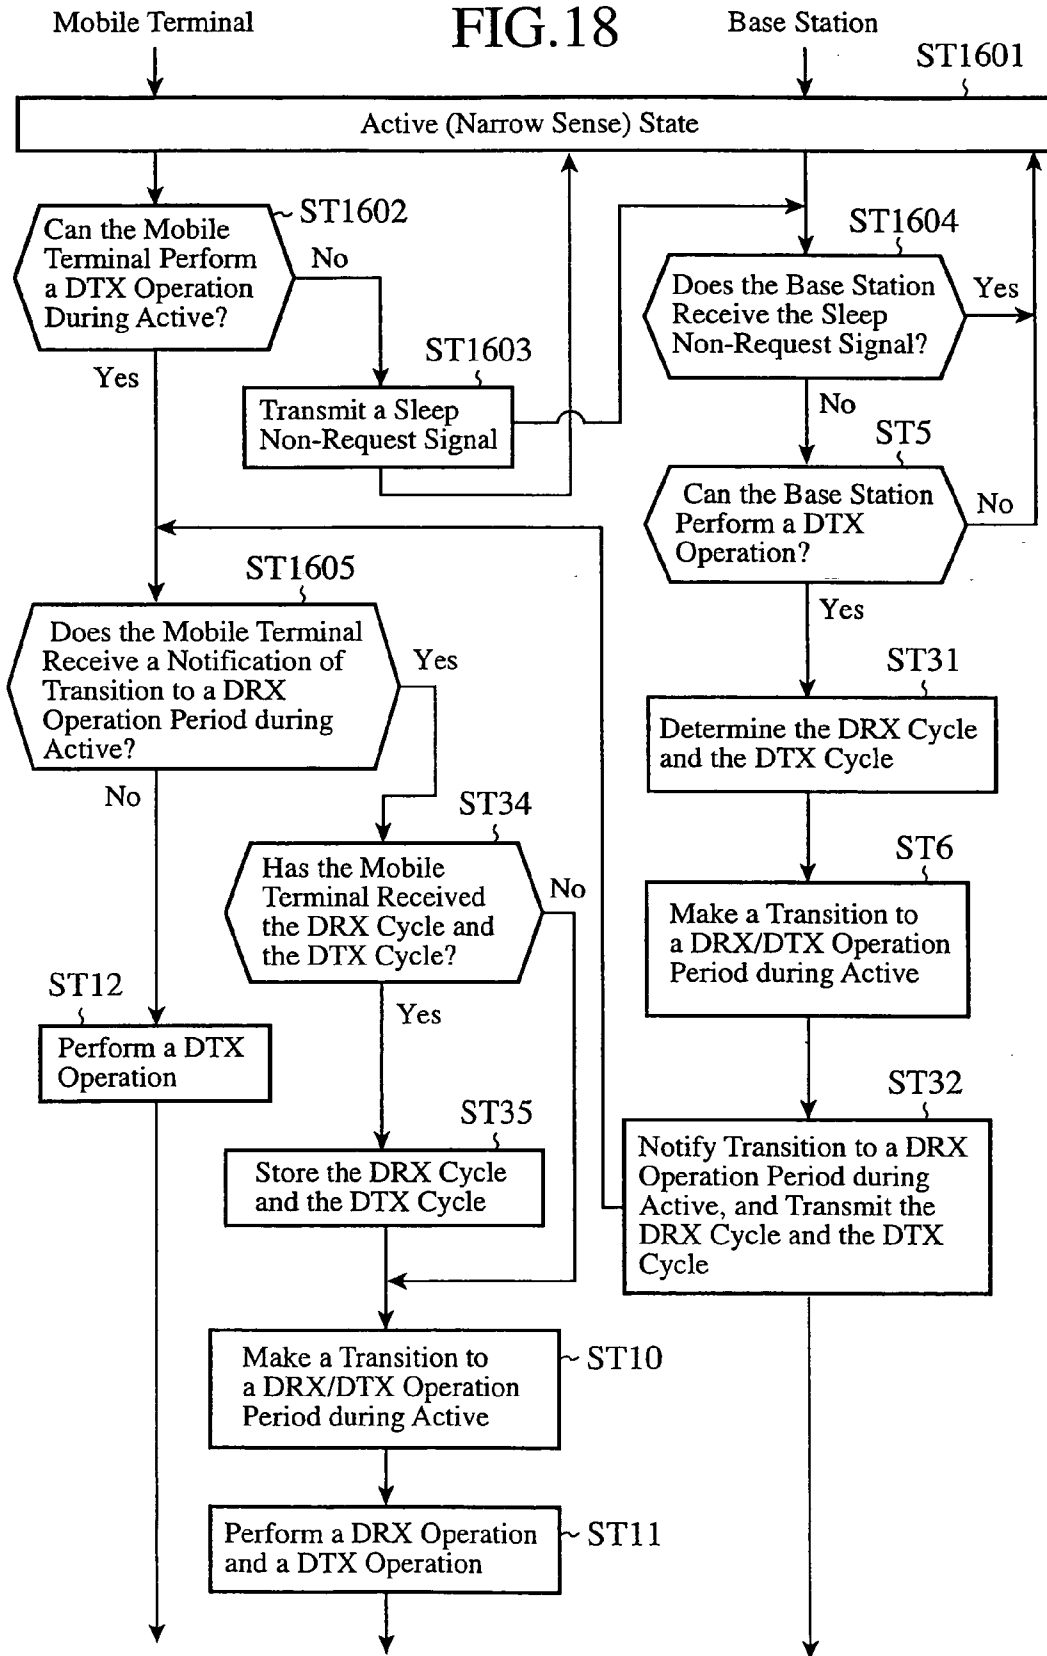 FIG.18
Mobile Terminal
Base Station
ST1601
Active (Narrow Sense) State
ST1602
Can the Mobile
Terminal Perform
a DTX Operation
During Active?
No
Yes
ST1603
Transmit a Sleep
Non-Request Signal
ST1604
Does the Base Station
Receive the Sleep
Non-Request Signal?
Yes
No
ST5
Can the Base Station
Perform a DTX
Operation?
No
Yes
ST1605
Does the Mobile Terminal
Receive a Notification of
Transition to a DRX
Operation Period during
Active?
Yes
No
ST31
Determine the DRX Cycle
and the DTX Cycle
ST34
Has the Mobile
Terminal Received
the DRX Cycle and
the DTX Cycle?
No
Yes
ST6
Make a Transition to
a DRX/DTX Operation
Period during Active
ST12
Perform a DTX
Operation
ST35
Store the DRX Cycle
and the DTX Cycle
ST32
Notify Transition to a DRX
Operation Period during
Active, and Transmit the
DRX Cycle and the DTX
Cycle
Make a Transition to
a DRX/DTX Operation
Period during Active
ST10
Perform a DRX Operation
and a DTX Operation
ST11